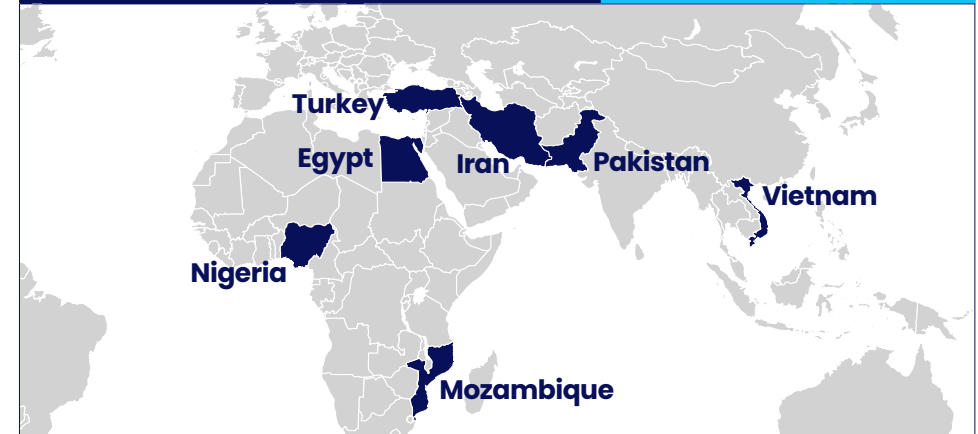 Turkey
Egypt
Iran
Pakistan
Vietnam
Nigeria
Mozambique